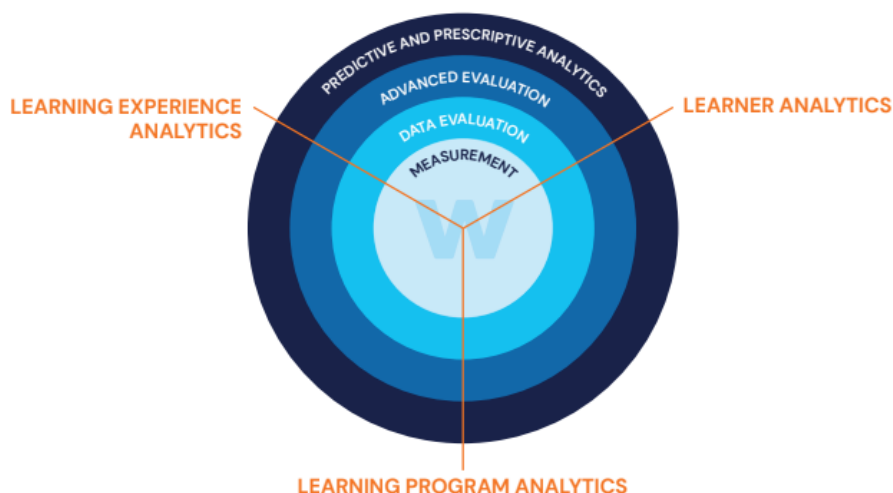 PREDICTIVE AND PRESCRIPTIVE ANALYTICS
ADVANCED EVALUATION
DATA EVALUATION
MEASUREMENT
W
LEARNING EXPERIENCE
ANALYTICS
LEARNER ANALYTICS
LEARNING PROGRAM ANALYTICS